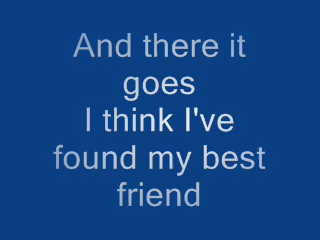 And there it
goes
I think I've
found my best
friend